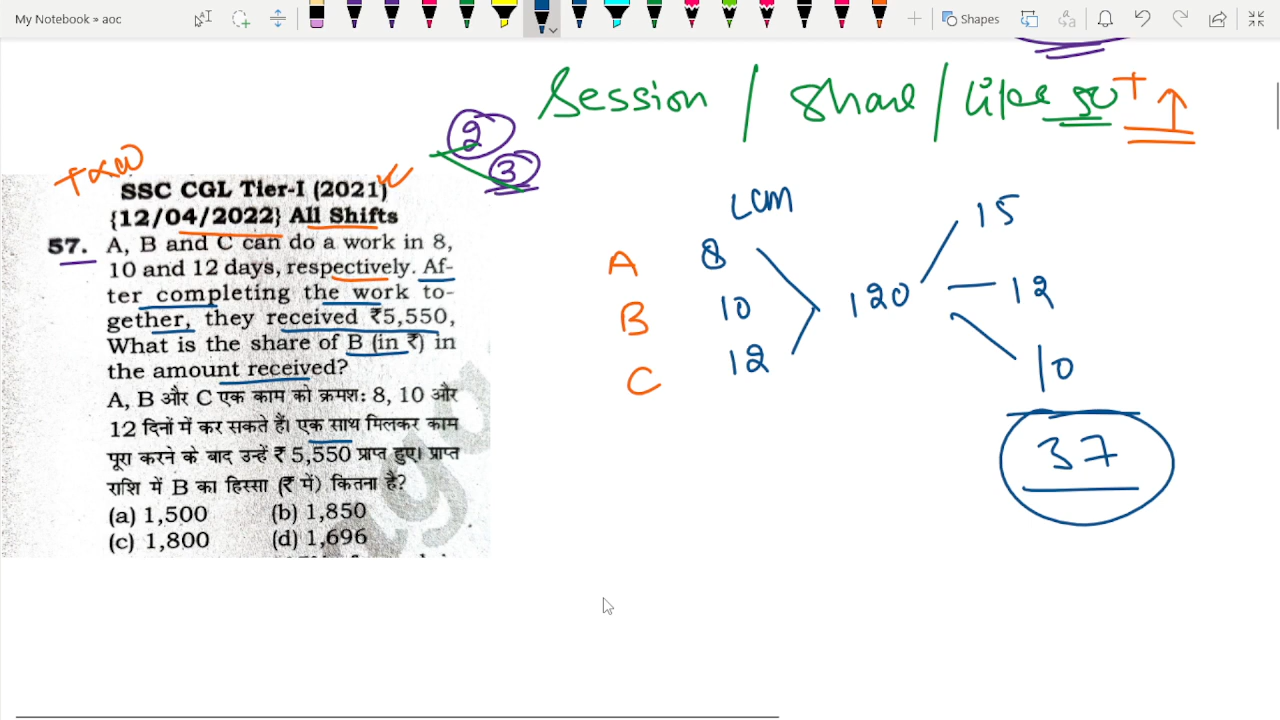 My Notebook » aoc
Shapes
Session / Share / Like 50+ ↑
2
3
SSC CGL Tier-I (2021)
{12/04/2022} All Shifts
57. A, B and C can do a work in 8,
10 and 12 days, respectively. Af-
ter completing the work to-
gether, they received ₹5,550,
What is the share of B (in ₹) in
the amount received?
A, B और C एक काम को क्रमश: 8, 10 और
12 दिनों में कर सकते हैं। एक साथ मिलकर काम
पूरा करने के बाद उन्हें ₹ 5,550 प्राप्त हुए। प्राप्त
राशि में B का हिस्सा (₹ में) कितना है?
(a) 1,500 (b) 1,850
(c) 1,800 (d) 1,696
LCM
A 8 15
B 10 120 12
C 12 10
37